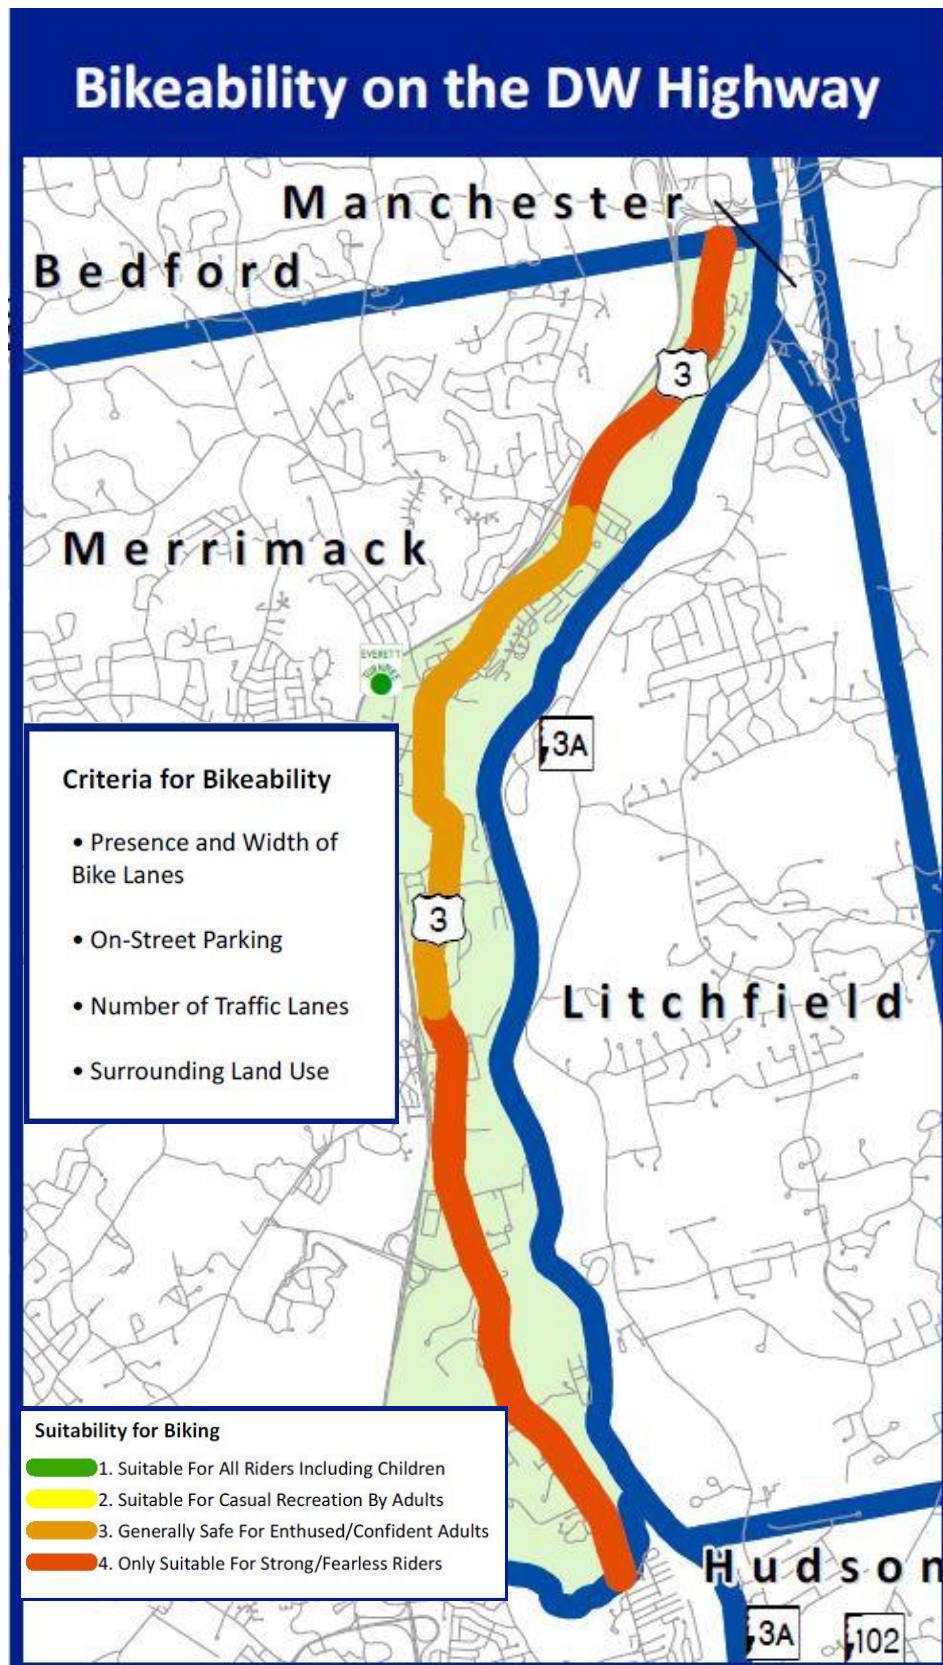 Bikeability on the DW Highway
Manchester
Bedford
3
Merrimack
EVERETT
TURNPIKE
3A
Criteria for Bikeability
• Presence and Width of
Bike Lanes
3
• On-Street Parking
Litchfield
• Number of Traffic Lanes
• Surrounding Land Use
Suitability for Biking
1. Suitable For All Riders Including Children
2. Suitable For Casual Recreation By Adults
3. Generally Safe For Enthused/Confident Adults
4. Only Suitable For Strong/Fearless Riders
Hudson
3A
102